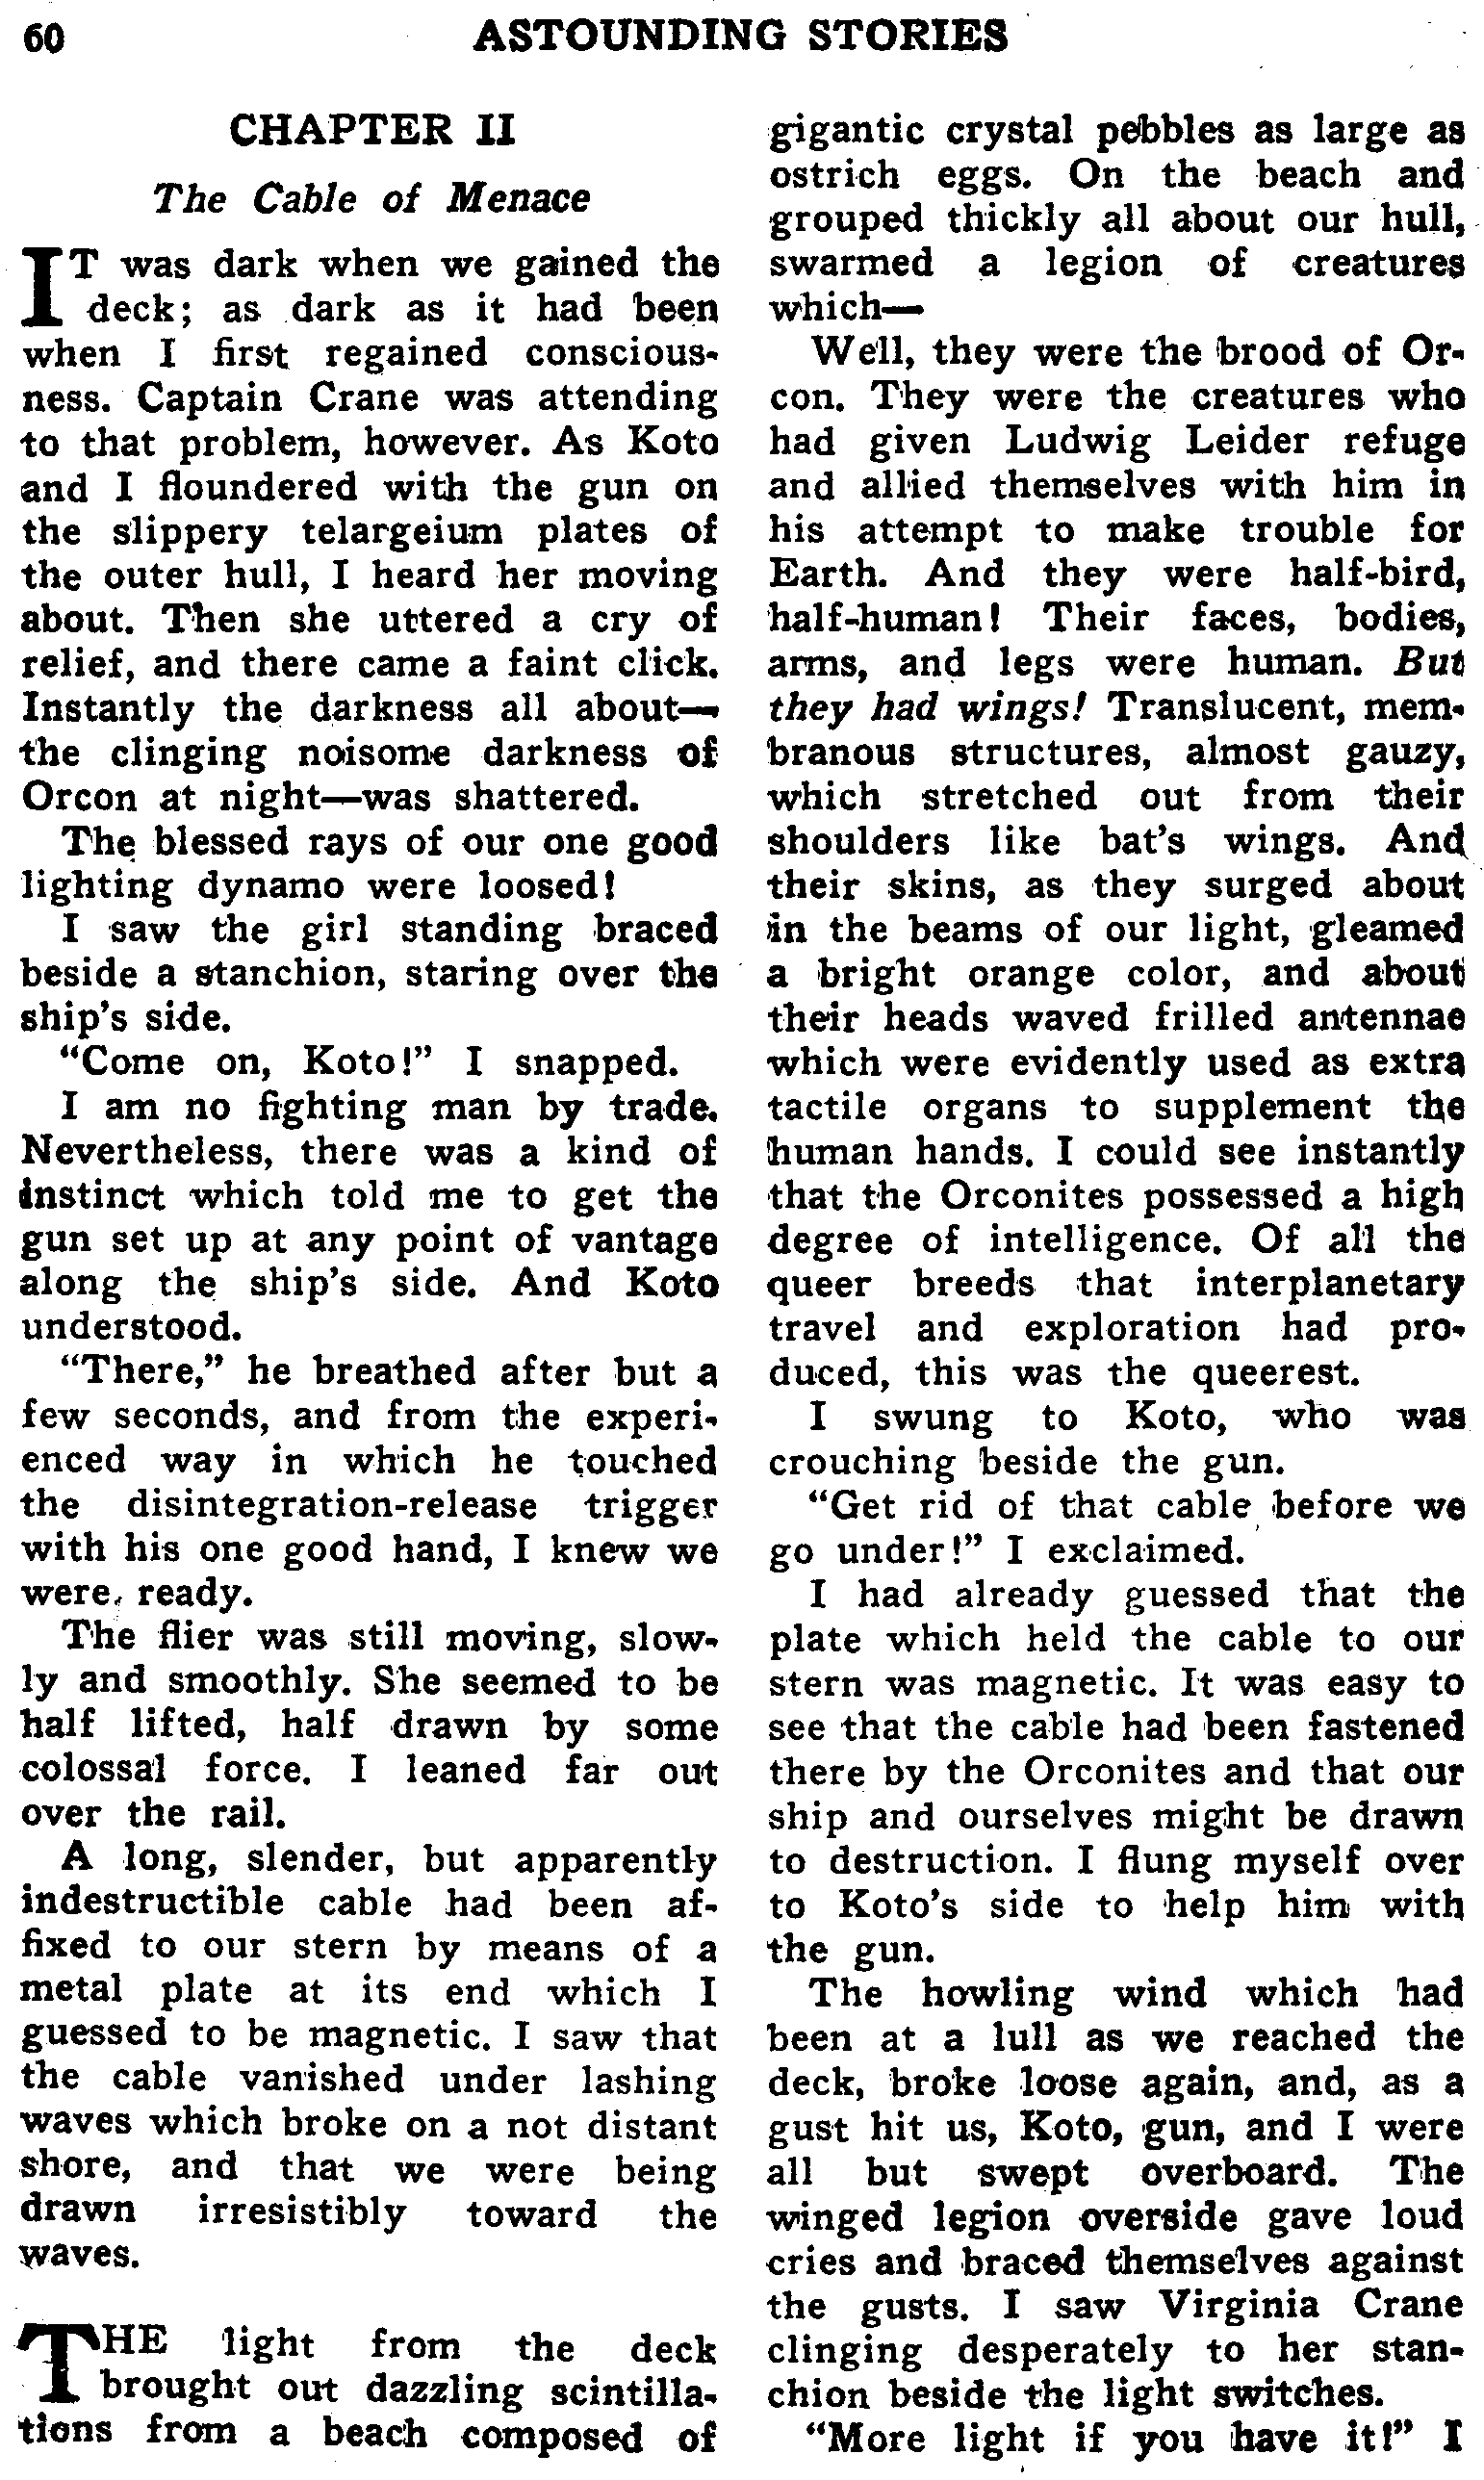 60
ASTOUNDING STORIES
CHAPTER II
The Cable of Menace
IT was dark when we gained the
deck; as dark as it had been
when I first regained conscious-
ness. Captain Crane was attending
to that problem, however. As Koto
and I floundered with the gun on
the slippery telargeium plates of
the outer hull, I heard her moving
about. Then she uttered a cry of
relief, and there came a faint click.
Instantly the darkness all about—
the clinging noisome darkness of
Orcon at night—was shattered.
The blessed rays of our one good
lighting dynamo were loosed!
I saw the girl standing braced
beside a stanchion, staring over the
ship's side.
"Come on, Koto!" I snapped.
I am no fighting man by trade.
Nevertheless, there was a kind of
instinct which told me to get the
gun set up at any point of vantage
along the ship's side. And Koto
understood.
"There," he breathed after but a
few seconds, and from the experi-
enced way in which he touched
the disintegration-release trigger
with his one good hand, I knew we
were ready.
The flier was still moving, slow-
ly and smoothly. She seemed to be
half lifted, half drawn by some
colossal force. I leaned far out
over the rail.
A long, slender, but apparently
indestructible cable had been af-
fixed to our stern by means of a
metal plate at its end which I
guessed to be magnetic. I saw that
the cable vanished under lashing
waves which broke on a not distant
shore, and that we were being
drawn irresistibly toward the
waves.
THE light from the deck
brought out dazzling scintilla-
tions from a beach composed of
gigantic crystal pebbles as large as
ostrich eggs. On the beach and
grouped thickly all about our hull,
swarmed a legion of creatures
which—
Well, they were the brood of Or-
con. They were the creatures who
had given Ludwig Leider refuge
and allied themselves with him in
his attempt to make trouble for
Earth. And they were half-bird,
half-human! Their faces, bodies,
arms, and legs were human. But
they had wings! Translucent, mem-
branous structures, almost gauzy,
which stretched out from their
shoulders like bat's wings. And
their skins, as they surged about
in the beams of our light, gleamed
a bright orange color, and about
their heads waved frilled antennae
which were evidently used as extra
tactile organs to supplement the
human hands. I could see instantly
that the Orconites possessed a high
degree of intelligence. Of all the
queer breeds that interplanetary
travel and exploration had pro-
duced, this was the queerest.
I swung to Koto, who was
crouching beside the gun.
"Get rid of that cable before we
go under!" I exclaimed.
I had already guessed that the
plate which held the cable to our
stern was magnetic. It was easy to
see that the cable had been fastened
there by the Orconites and that our
ship and ourselves might be drawn
to destruction. I flung myself over
to Koto's side to help him with
the gun.
The howling wind which had
been at a lull as we reached the
deck, broke loose again, and, as a
gust hit us, Koto, gun, and I were
all but swept overboard. The
winged legion overside gave loud
cries and braced themselves against
the gusts. I saw Virginia Crane
clinging desperately to her stan-
chion beside the light switches.
"More light if you have it!" I